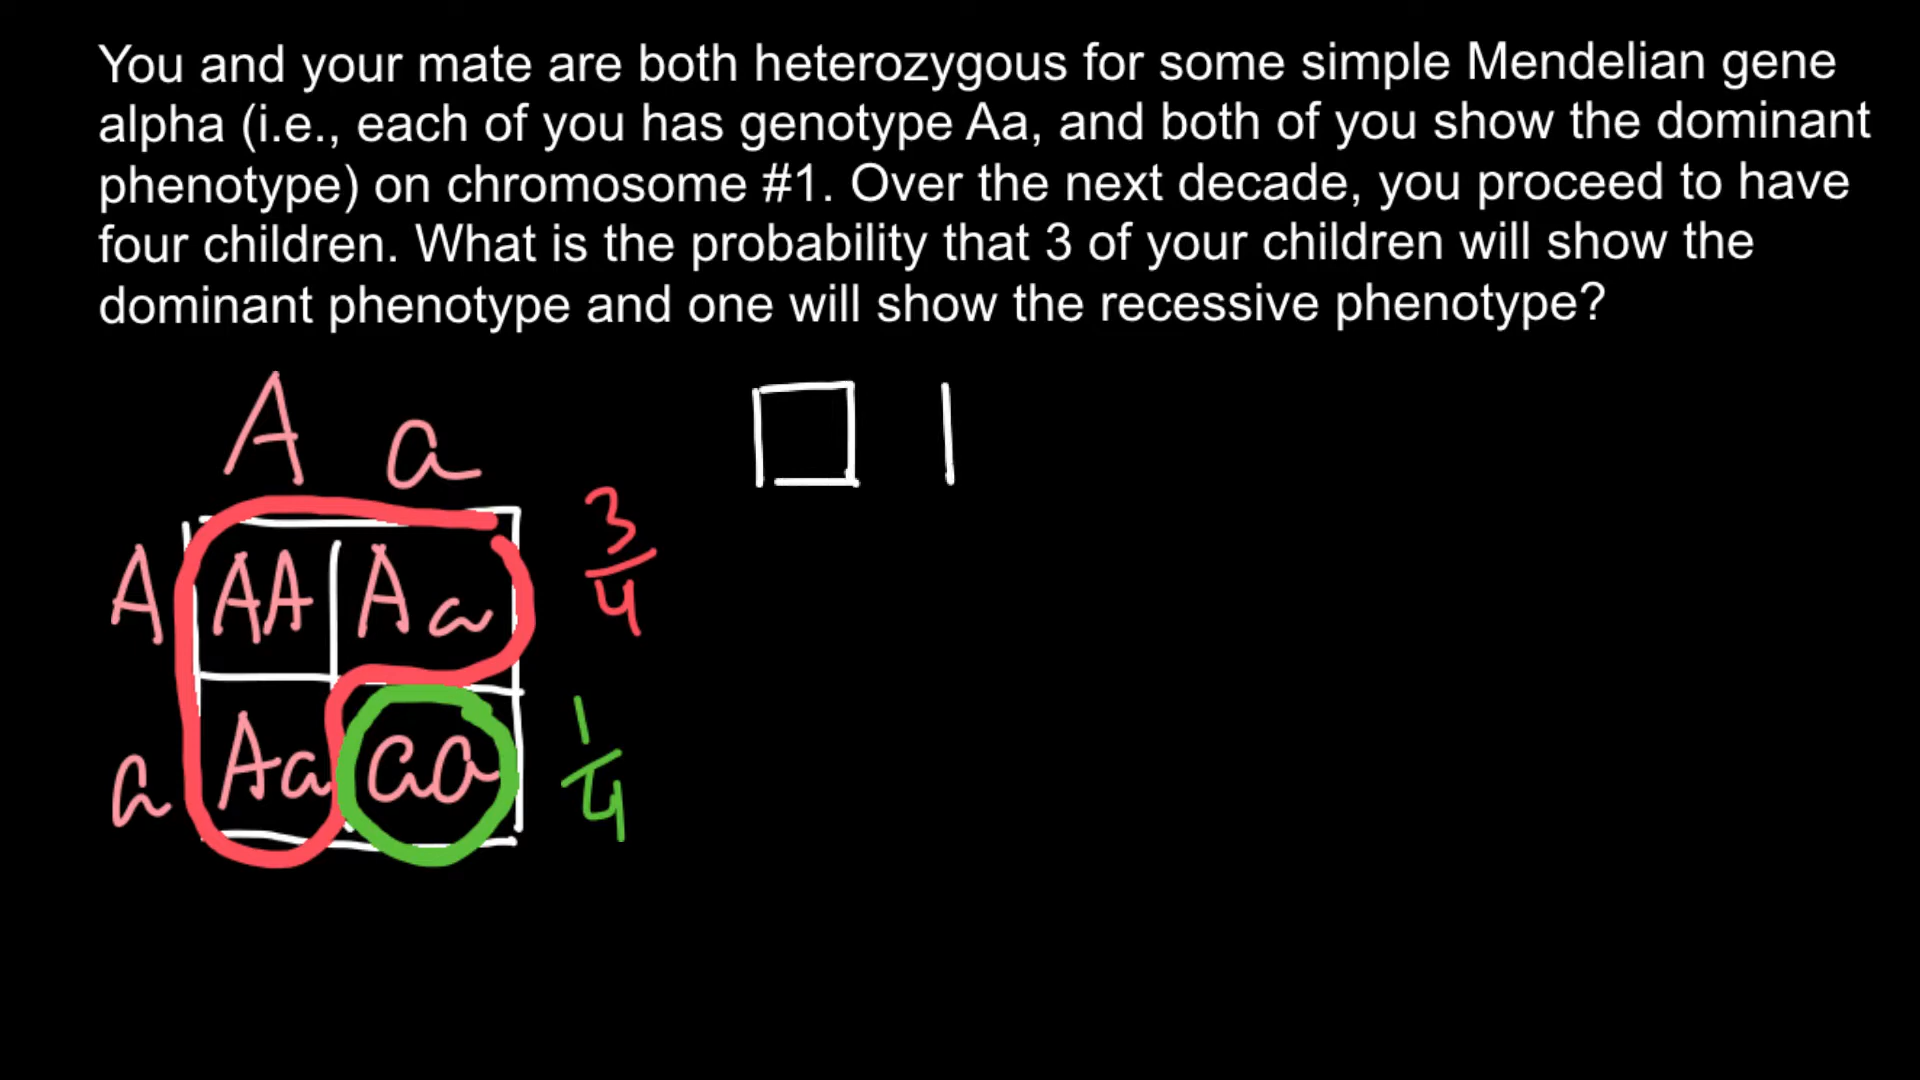 You and your mate are both heterozygous for some simple Mendelian gene
alpha (i.e., each of you has genotype Aa, and both of you show the dominant
phenotype) on chromosome #1. Over the next decade, you proceed to have
four children. What is the probability that 3 of your children will show the
dominant phenotype and one will show the recessive phenotype?
A a
A AA Aa 3/4
a Aa aa 1/4